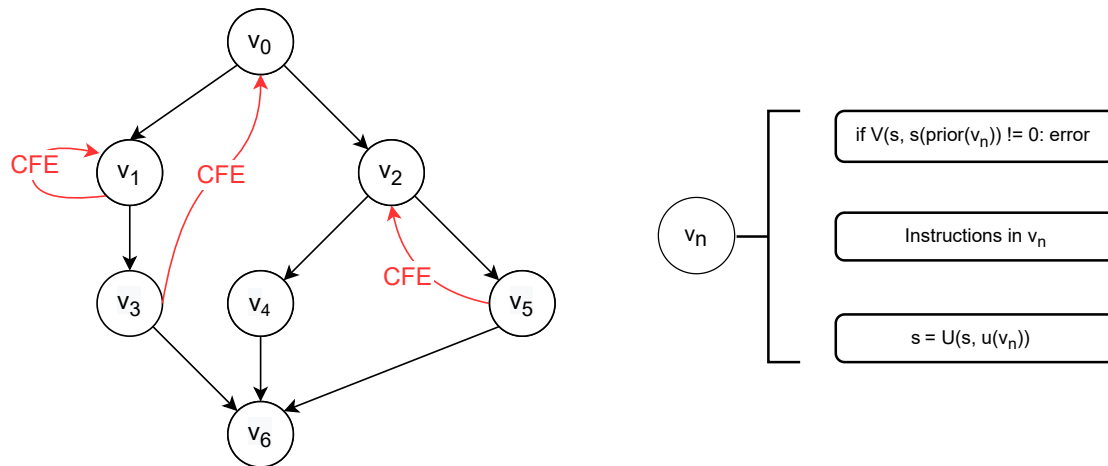 v0
v1
v2
v3
v4
v5
v6
CFE
CFE
CFE
vn
if V(s, s(prior(vn)) != 0: error
Instructions in vn
s = U(s, u(vn))